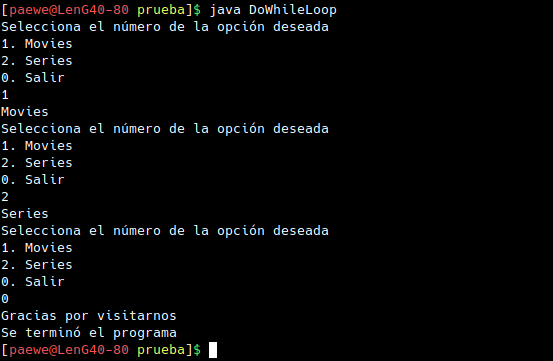 [paewe@LenG40-80 prueba]$ java DoWhileLoop
Selecciona el número de la opción deseada
1. Movies
2. Series
0. Salir
1
Movies
Selecciona el número de la opción deseada
1. Movies
2. Series
0. Salir
2
Series
Selecciona el número de la opción deseada
1. Movies
2. Series
0. Salir
0
Gracias por visitarnos
Se terminó el programa
[paewe@LenG40-80 prueba]$